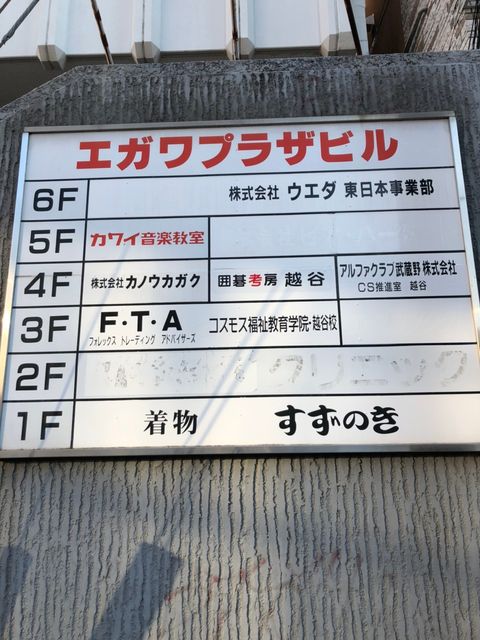 エガワプラザビル
6F 株式会社 ウエダ 東日本事業部
5F カワイ音楽教室
4F 株式会社 カノウカガク 囲碁考房 越谷 アルファクラブ武蔵野株式会社
CS推進室 越谷
3F F・T・A コスモス福祉教育学院・越谷校
フォレックス トレーディング アドバイザーズ
2F クリニック
1F 着物 すずのき